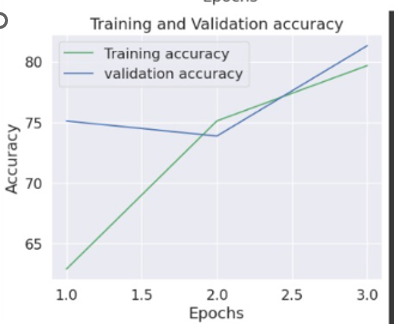 Epochs
Training and Validation accuracy
Training accuracy
validation accuracy
80
75
70
65
Accuracy
1.0 1.5 2.0 2.5 3.0
Epochs